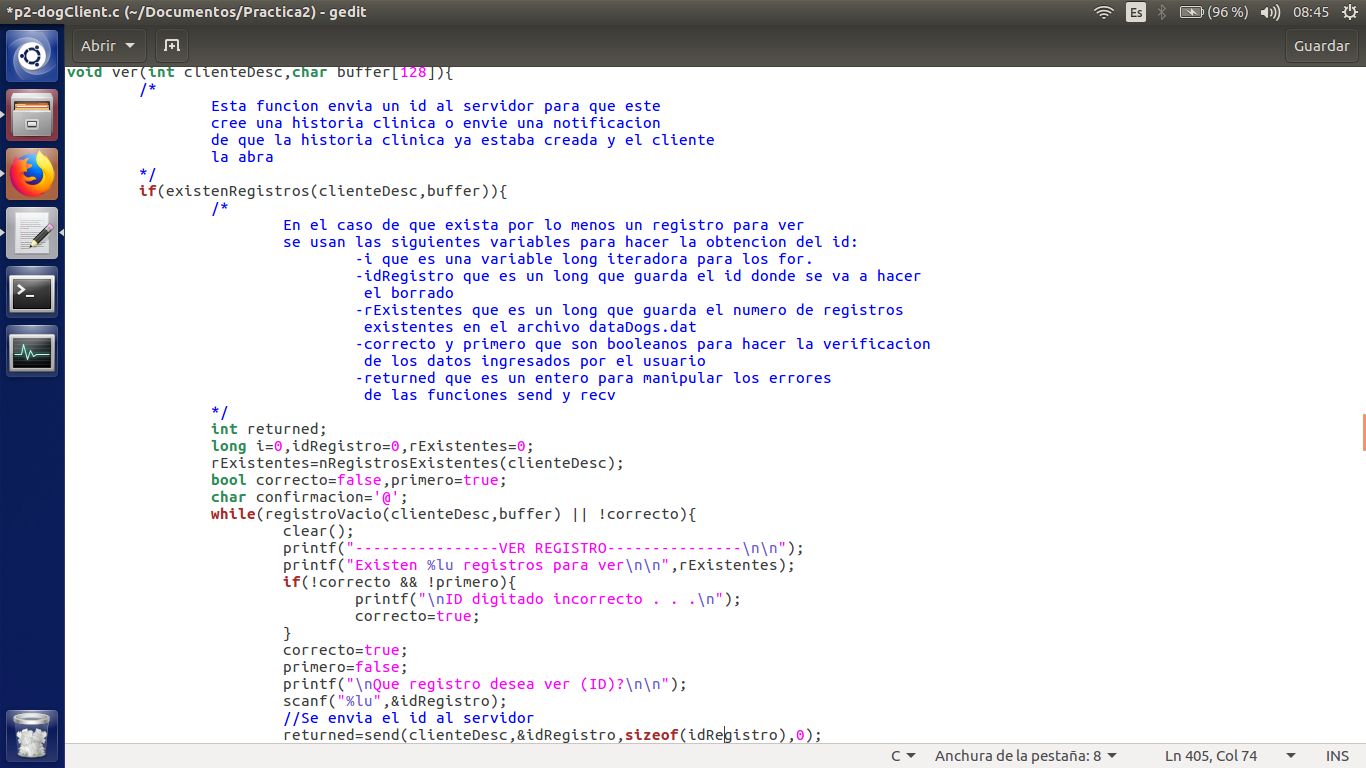 *p2-dogClient.c (~/Documentos/Practica2) - gedit
Es
(96 %)
08:45
Abrir
Guardar
void ver(int clienteDesc,char buffer[128]){
/*
Esta funcion envia un id al servidor para que este
cree una historia clinica o envie una notificacion
de que la historia clinica ya estaba creada y el cliente
la abra
*/
if(existenRegistros(clienteDesc,buffer)){
/*
En el caso de que exista por lo menos un registro para ver
se usan las siguientes variables para hacer la obtencion del id:
-i que es una variable long iteradora para los for.
-idRegistro que es un long que guarda el id donde se va a hacer
el borrado
-rExistentes que es un long que guarda el numero de registros
existentes en el archivo dataDogs.dat
-correcto y primero que son booleanos para hacer la verificacion
de los datos ingresados por el usuario
-returned que es un entero para manipular los errores
de las funciones send y recv
*/
int returned;
long i=0,idRegistro=0,rExistentes=0;
rExistentes=nRegistrosExistentes(clienteDesc);
bool correcto=false,primero=true;
char confirmacion='@';
while(registroVacio(clienteDesc,buffer) || !correcto){
clear();
printf("----------------VER REGISTRO---------------\n\n");
printf("Existen %lu registros para ver\n\n",rExistentes);
if(!correcto && !primero){
printf("\nID digitado incorrecto . . .\n");
correcto=true;
}
correcto=true;
primero=false;
printf("\nQue registro desea ver (ID)?\n\n");
scanf("%lu",&idRegistro);
//Se envia el id al servidor
returned=send(clienteDesc,&idRegistro,sizeof(idRegistro),0);
C
Anchura de la pestaña: 8
Ln 405, Col 74
INS